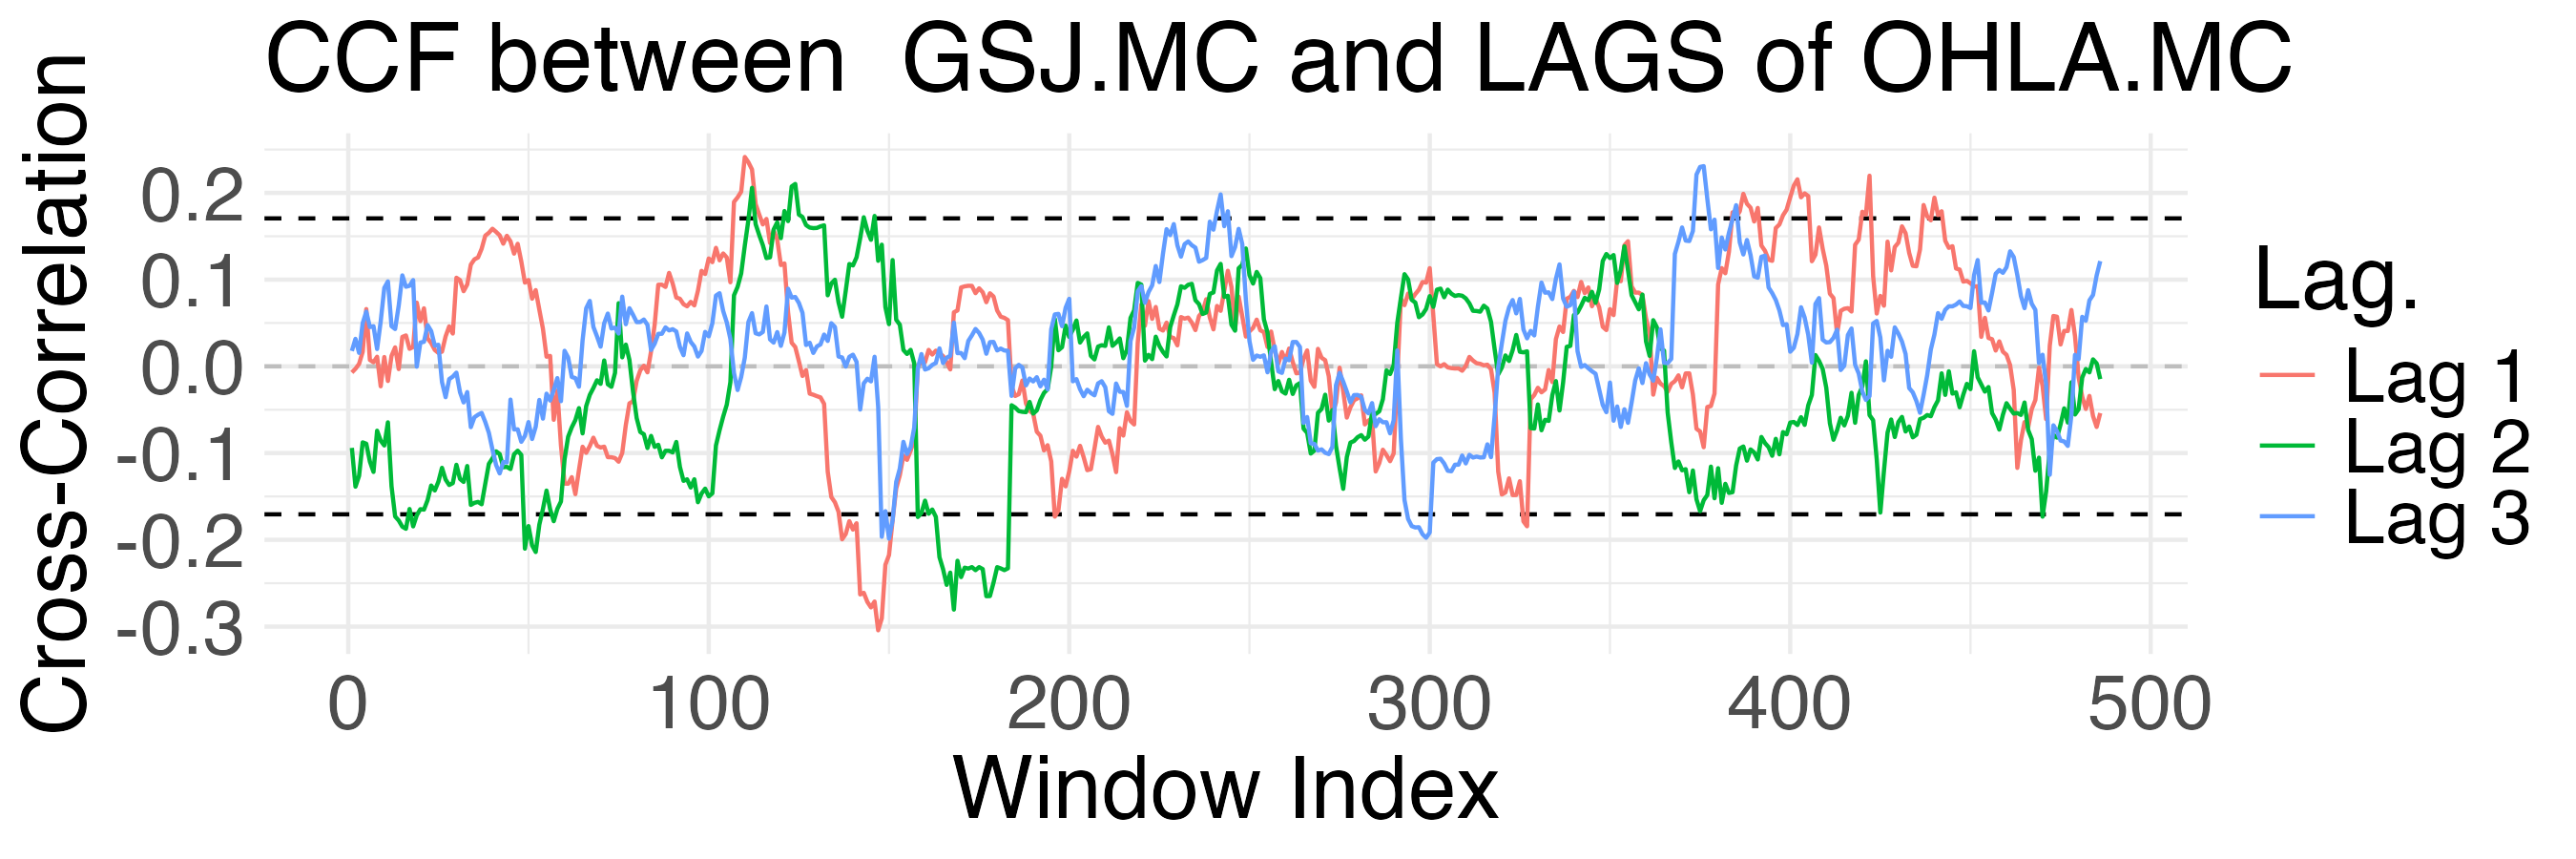 CCF between  GSJ.MC and LAGS of OHLA.MC
Cross-Correlation
0.2
0.1
0.0
-0.1
-0.2
-0.3
0 100 200 300 400 500
Window Index
Lag.
Lag 1
Lag 2
Lag 3